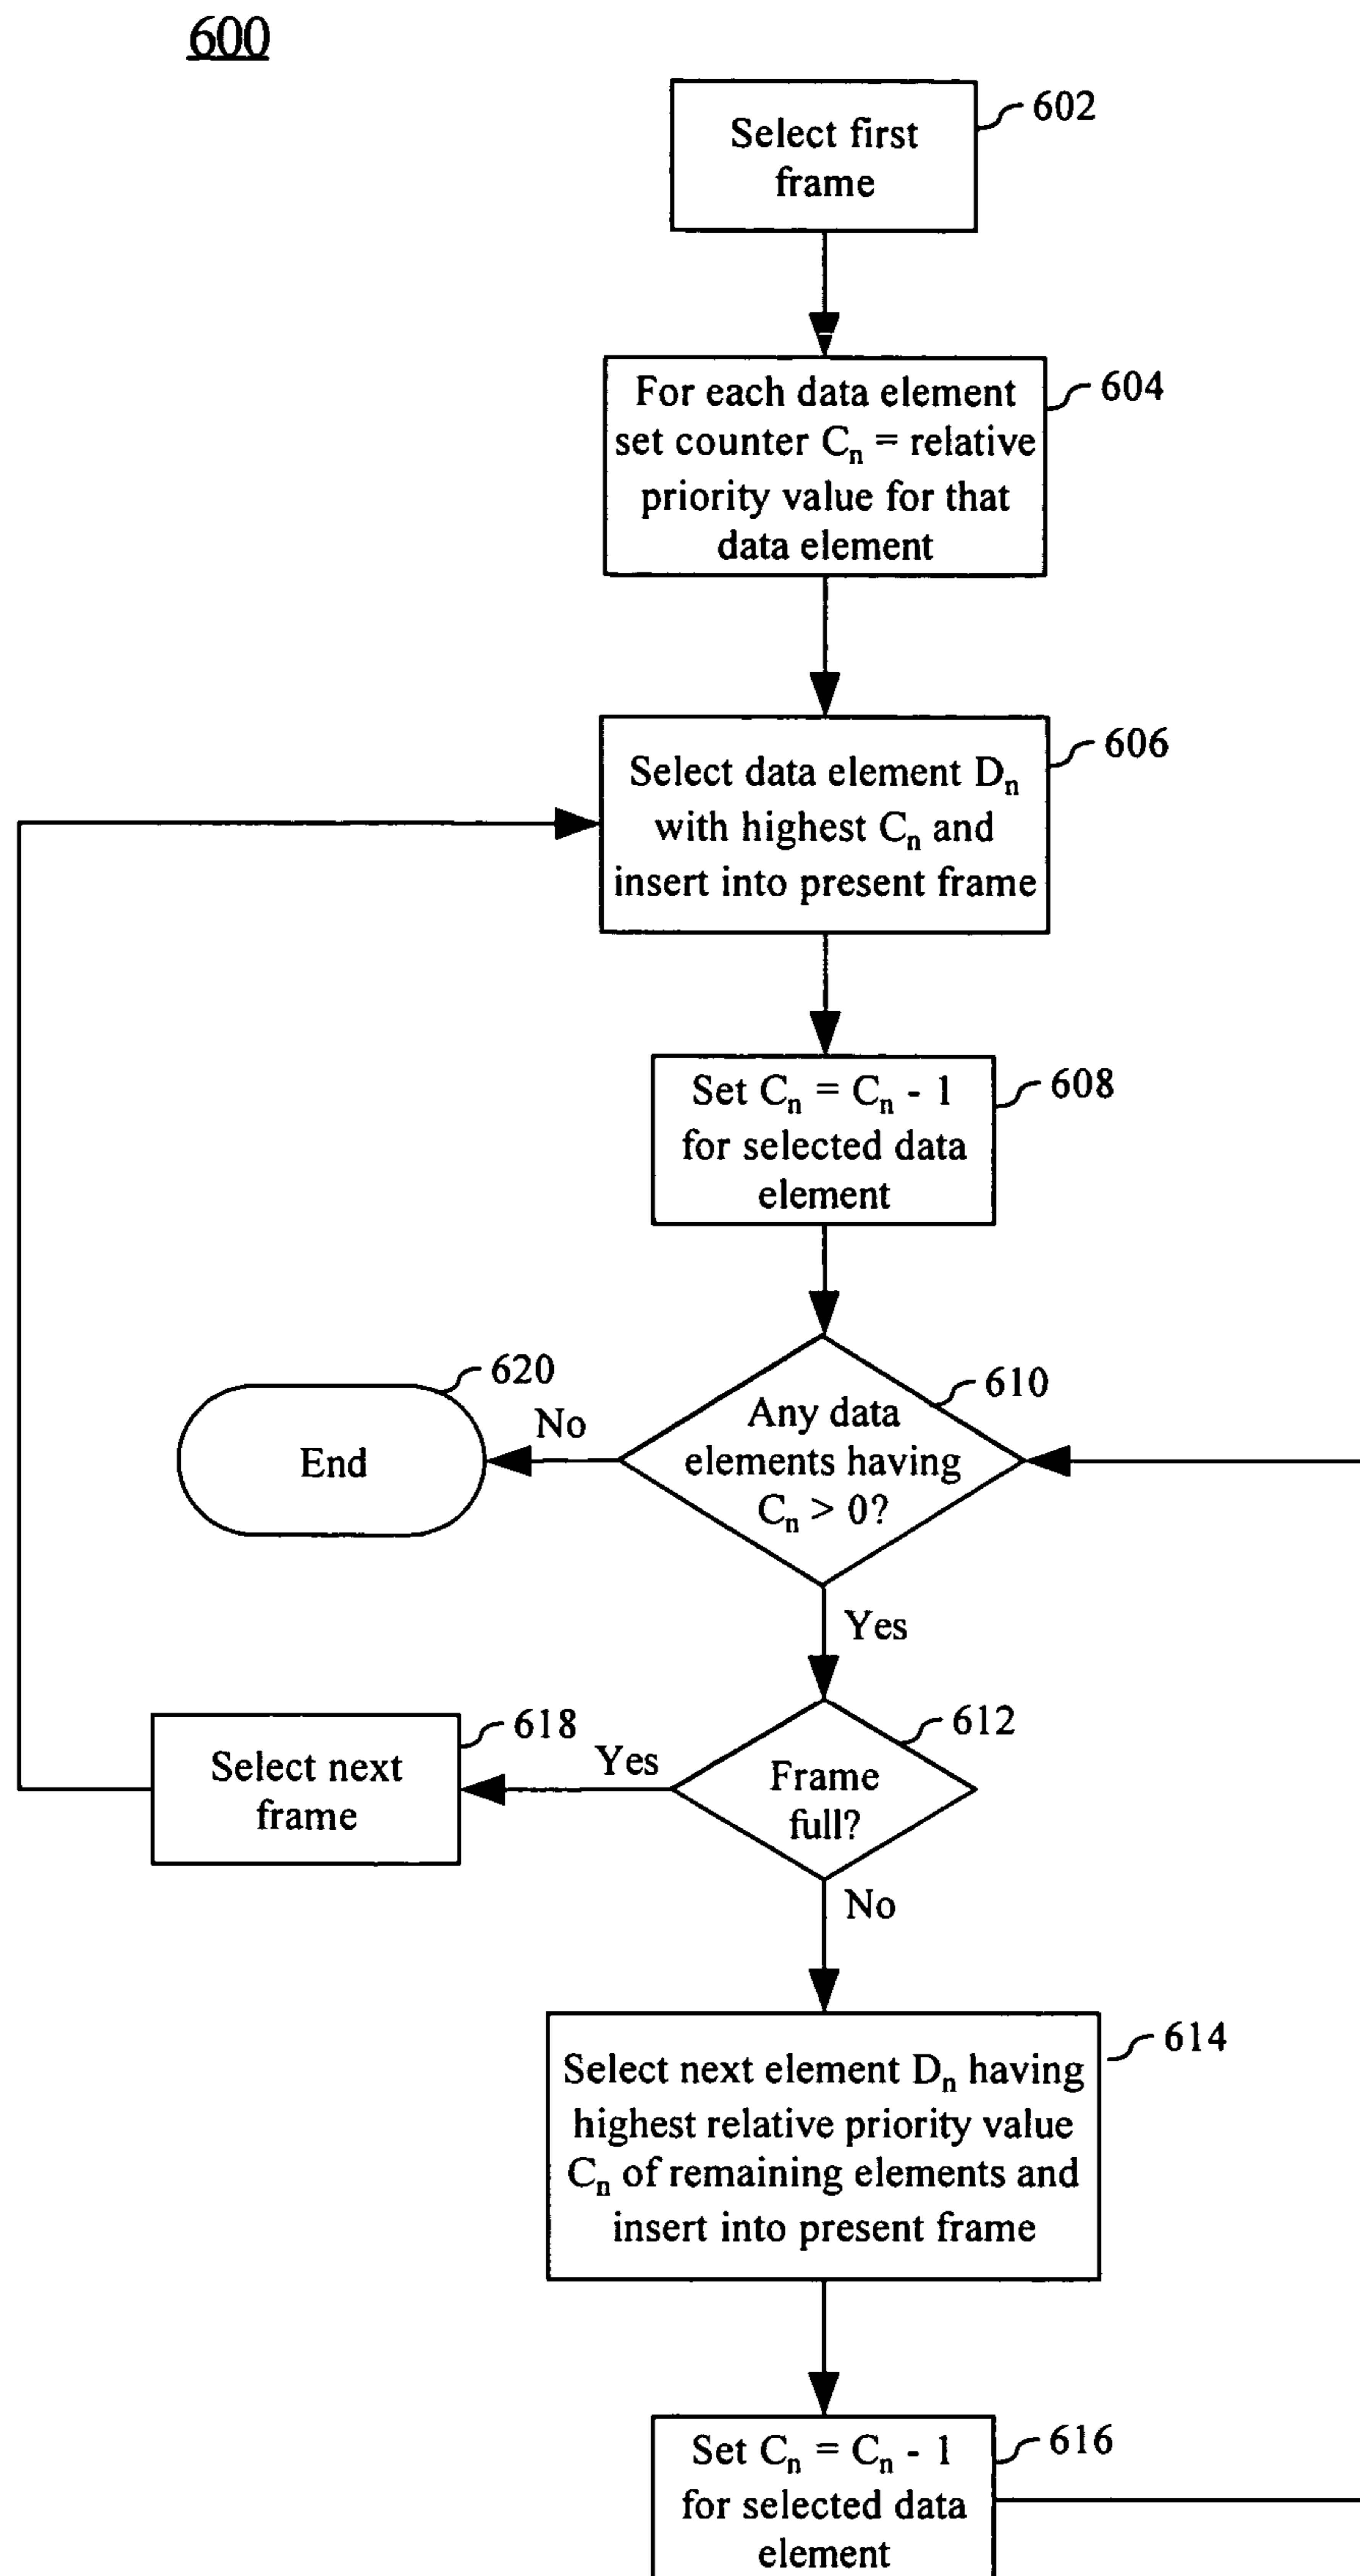 600
Select first
frame
602
For each data element
set counter Cₙ = relative
priority value for that
data element
604
Select data element Dₙ
with highest Cₙ and
insert into present frame
606
Set Cₙ = Cₙ - 1
for selected data
element
608
Any data
elements having
Cₙ > 0?
610
No
End
620
Yes
Frame
full?
612
Yes
Select next
frame
618
No
Select next element Dₙ having
highest relative priority value
Cₙ of remaining elements and
insert into present frame
614
Set Cₙ = Cₙ - 1
for selected data
element
616